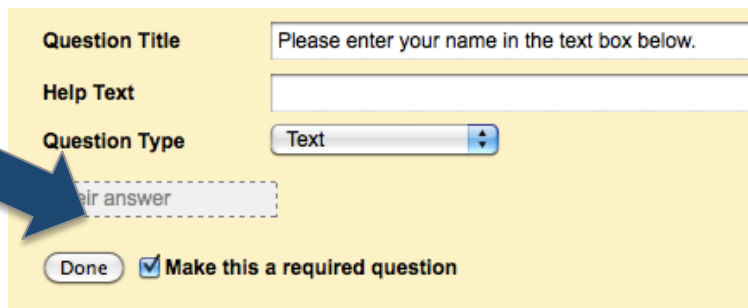 Question Title Please enter your name in the text box below.
Help Text
Question Type Text
answer
Done Make this a required question